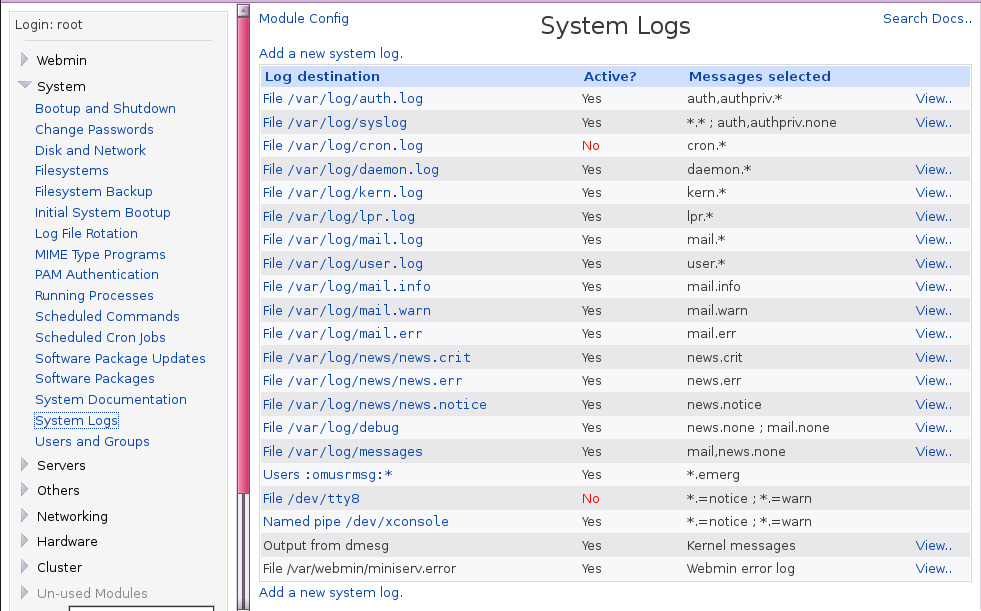 Login: root
Webmin
System
Bootup and Shutdown
Change Passwords
Disk and Network
Filesystems
Filesystem Backup
Initial System Bootup
Log File Rotation
MIME Type Programs
PAM Authentication
Running Processes
Scheduled Commands
Scheduled Cron Jobs
Software Package Updates
Software Packages
System Documentation
System Logs
Users and Groups
Servers
Others
Networking
Hardware
Cluster
Un-used Modules
Module Config
System Logs
Search Docs..
Add a new system log.
Log destination Active? Messages selected
File /var/log/auth.log Yes auth,authpriv.* View..
File /var/log/syslog Yes *.* ; auth,authpriv.none View..
File /var/log/cron.log No cron.*
File /var/log/daemon.log Yes daemon.* View..
File /var/log/kern.log Yes kern.* View..
File /var/log/lpr.log Yes lpr.* View..
File /var/log/mail.log Yes mail.* View..
File /var/log/user.log Yes user.* View..
File /var/log/mail.info Yes mail.info View..
File /var/log/mail.warn Yes mail.warn View..
File /var/log/mail.err Yes mail.err View..
File /var/log/news/news.crit Yes news.crit View..
File /var/log/news/news.err Yes news.err View..
File /var/log/news/news.notice Yes news.notice View..
File /var/log/debug Yes news.none ; mail.none View..
File /var/log/messages Yes mail,news.none View..
Users :omusrmsg:* Yes *.emerg
File /dev/tty8 No *.=notice ; *.=warn
Named pipe /dev/xconsole Yes *.=notice ; *.=warn
Output from dmesg Yes Kernel messages View..
File /var/webmin/miniserv.error Yes Webmin error log View..
Add a new system log.